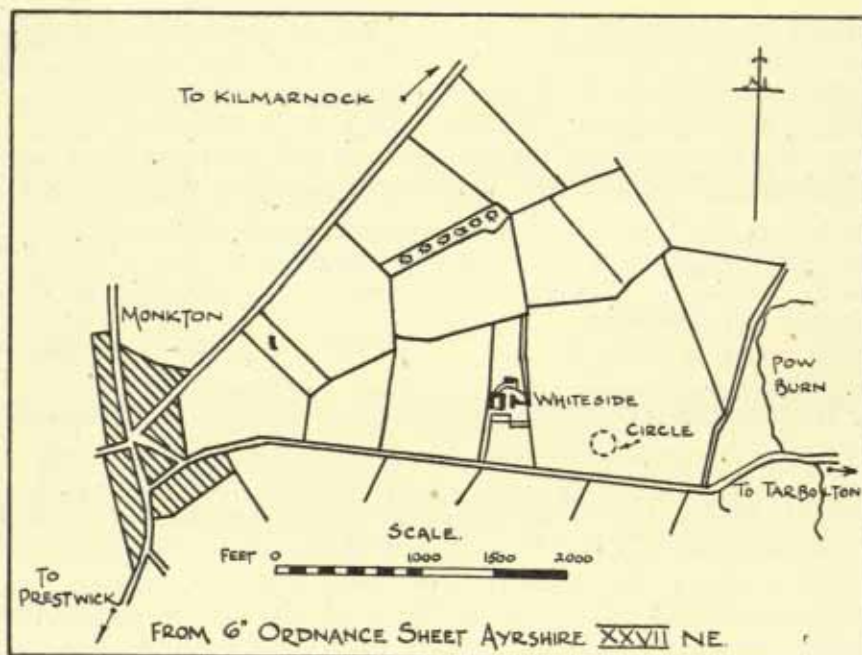 TO KILMARNOCK
N
MONKTON
POW
BURN
WHITESIDE
CIRCLE
TO TARBOLTON
SCALE.
FEET 0 1000 1500 2000
TO
PRESTWICK
FROM 6" ORDNANCE SHEET AYRSHIRE XXVII NE.